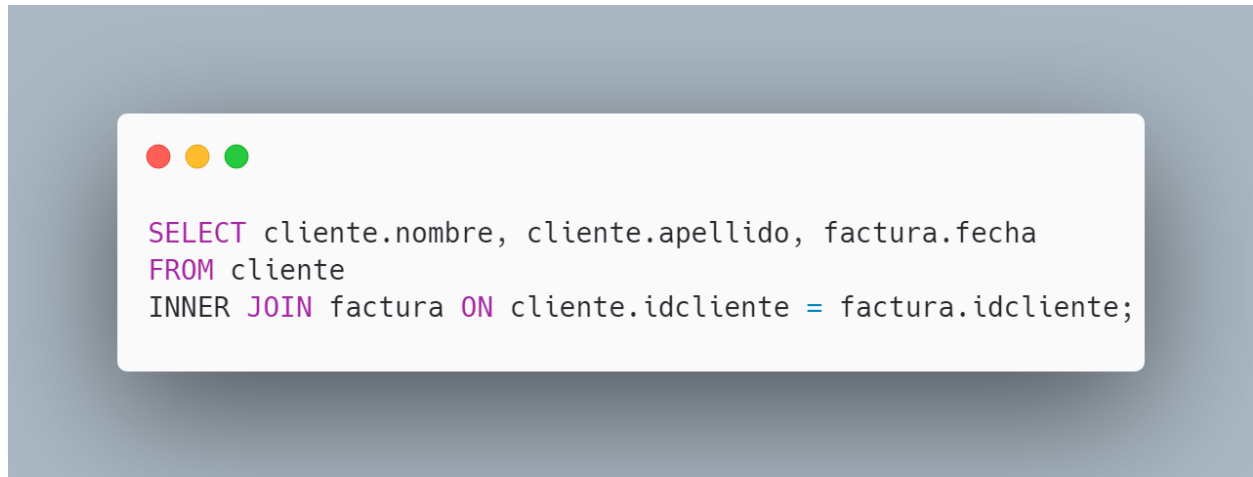 SELECT cliente.nombre, cliente.apellido, factura.fecha
FROM cliente
INNER JOIN factura ON cliente.idcliente = factura.idcliente;